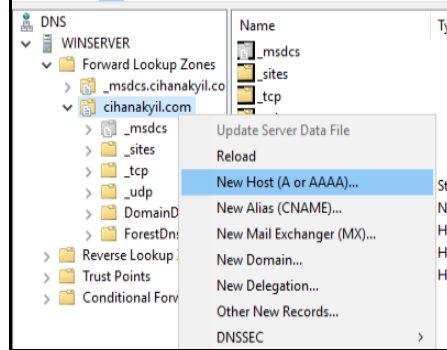 DNS
WINSERVER
Forward Lookup Zones
_msdcs.cihanakyil.co
cihanakyil.com
_msdcs
_sites
_tcp
_udp
DomainD
ForestDns
Reverse Lookup
Trust Points
Conditional Forw
Name
_msdcs
_sites
_tcp
Update Server Data File
Reload
New Host (A or AAAA)...
New Alias (CNAME)...
New Mail Exchanger (MX)...
New Domain...
New Delegation...
Other New Records...
DNSSEC